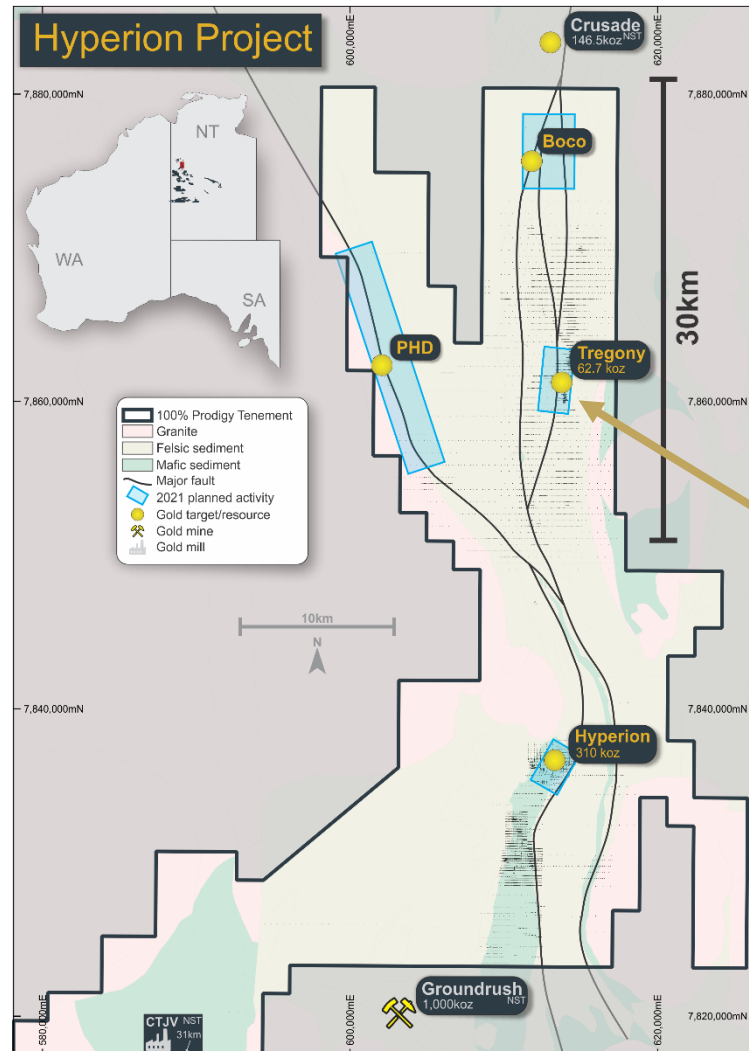 Hyperion Project
600,000mE
620,000mE
Crusade
146.5koz NST
7,880,000mN
7,880,000mN
NT
WA
SA
Boco
30km
PHD
Tregony
62.7 koz
7,860,000mN
7,860,000mN
100% Prodigy Tenement
Granite
Felsic sediment
Mafic sediment
Major fault
2021 planned activity
Gold target/resource
Gold mine
Gold mill
10km
N
7,840,000mN
7,840,000mN
Hyperion
310 koz
Groundrush
1,000koz NST
CTJV NST
31km
7,820,000mN
7,820,000mN
580,000mE
600,000mE
620,000mE